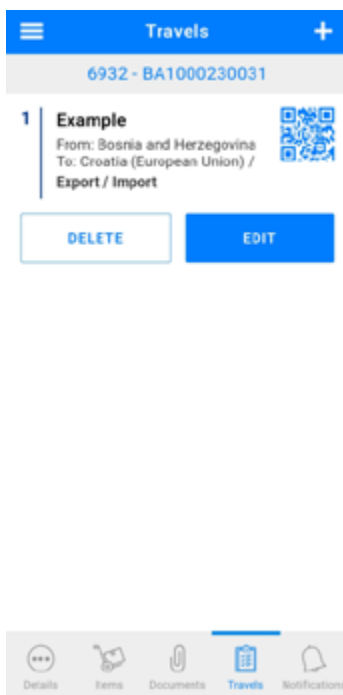 Travels
6932 - BA1000230031
1 Example
From: Bosnia and Herzegovina
To: Croatia (European Union) /
Export / Import
DELETE EDIT
Details Items Documents Travels Notification